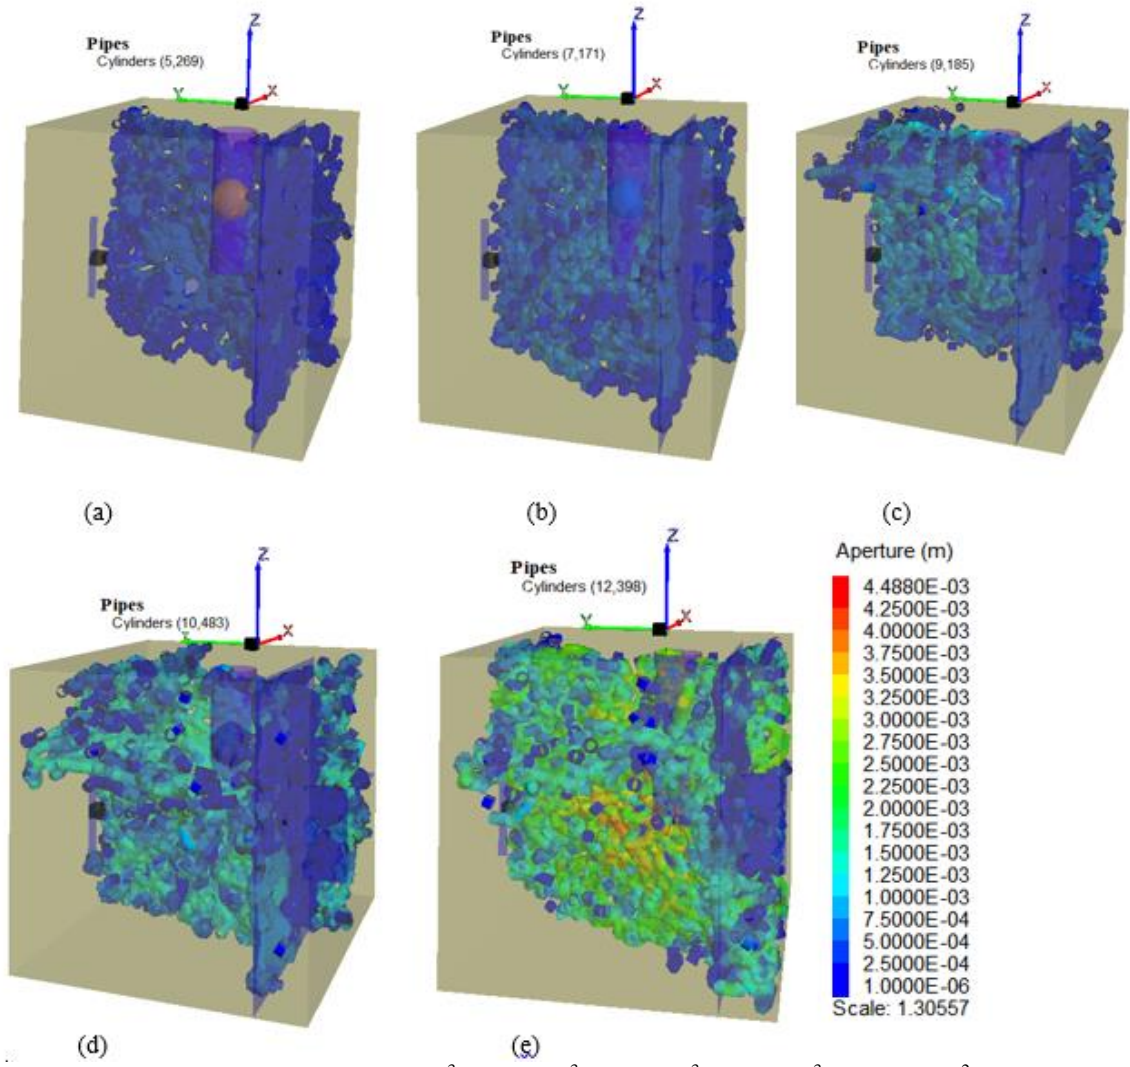 Z
Pipes
Cylinders (5,269)
Y
X
Z
Pipes
Cylinders (7,171)
Y
X
Z
Pipes
Cylinders (9,185)
Y
X
(a)
(b)
(c)
Z
Pipes
Cylinders (10,483)
Y
X
(d)
Z
Pipes
Cylinders (12,398)
Y
X
(e)
Aperture (m)
4.4880E-03
4.2500E-03
4.0000E-03
3.7500E-03
3.5000E-03
3.2500E-03
3.0000E-03
2.7500E-03
2.5000E-03
2.2500E-03
2.0000E-03
1.7500E-03
1.5000E-03
1.2500E-03
1.0000E-03
7.5000E-04
5.0000E-04
2.5000E-04
1.0000E-06
Scale: 1.30557